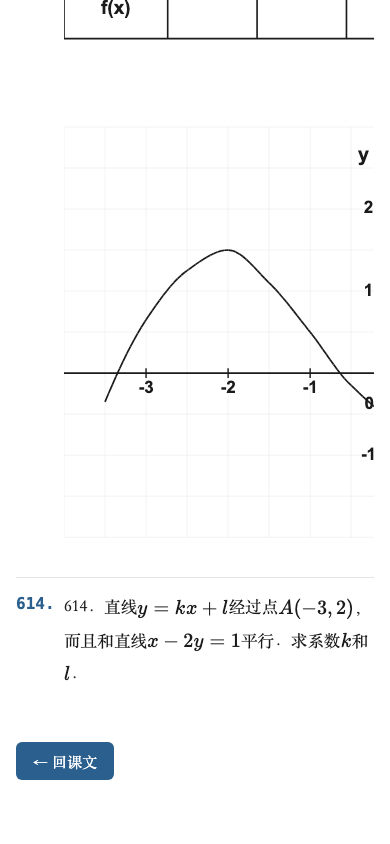 f(x)
y
2
1
-3 -2 -1
0
-1
614. 614. 直线y = kx + l经过点A(−3, 2),
而且和直线x − 2y = 1平行. 求系数k和
l.
← 回课文